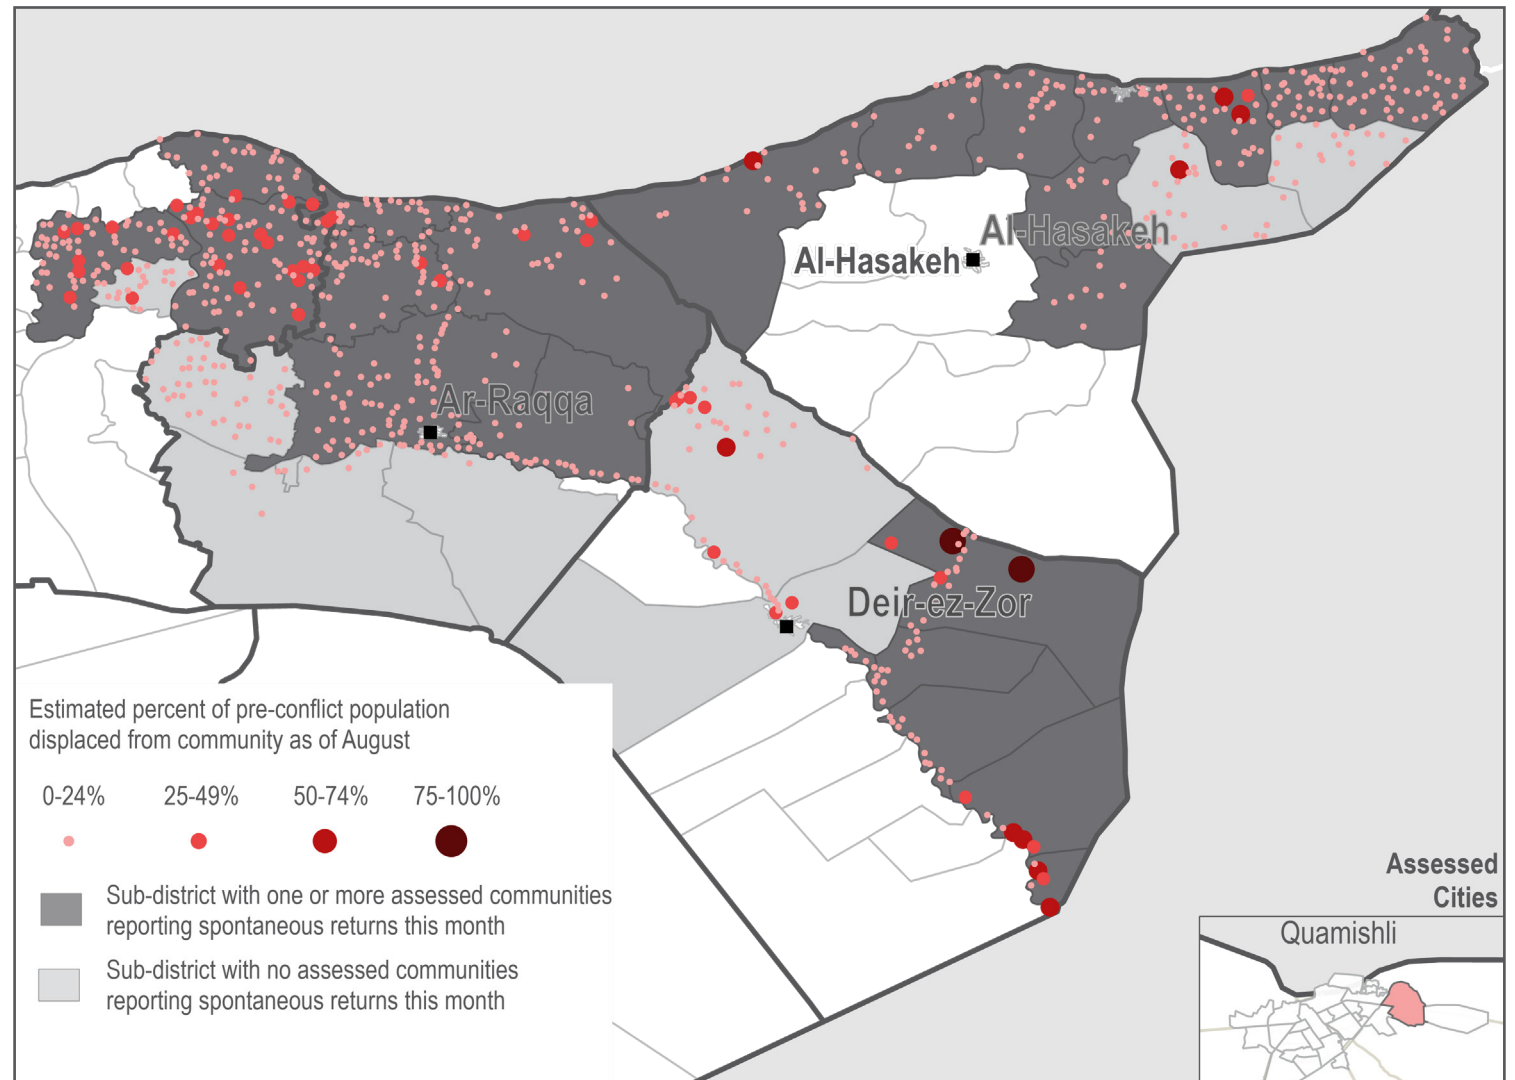 Al-Hasakeh
Al-Hasakeh
Ar-Raqqa
Deir-ez-Zor
Estimated percent of pre-conflict population
displaced from community as of August
0-24%
25-49%
50-74%
75-100%
Sub-district with one or more assessed communities
reporting spontaneous returns this month
Sub-district with no assessed communities
reporting spontaneous returns this month
Assessed
Cities
Quamishli